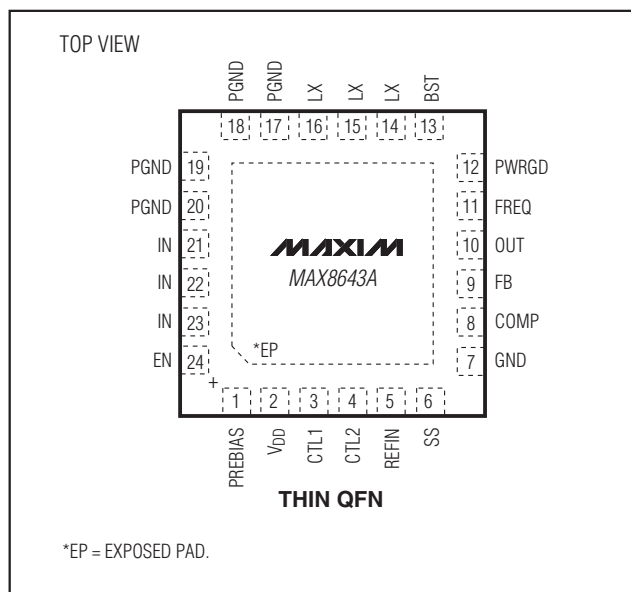 TOP VIEW
PGND PGND LX LX LX BST
18 17 16 15 14 13
PGND 19
PGND 20
IN 21
IN 22
IN 23
EN 24
12 PWRGD
11 FREQ
10 OUT
9 FB
8 COMP
7 GND
MAXIM
MAX8643A
*EP
+
1 2 3 4 5 6
PREBIAS VDD CTL1 CTL2 REFIN SS
THIN QFN
*EP = EXPOSED PAD.